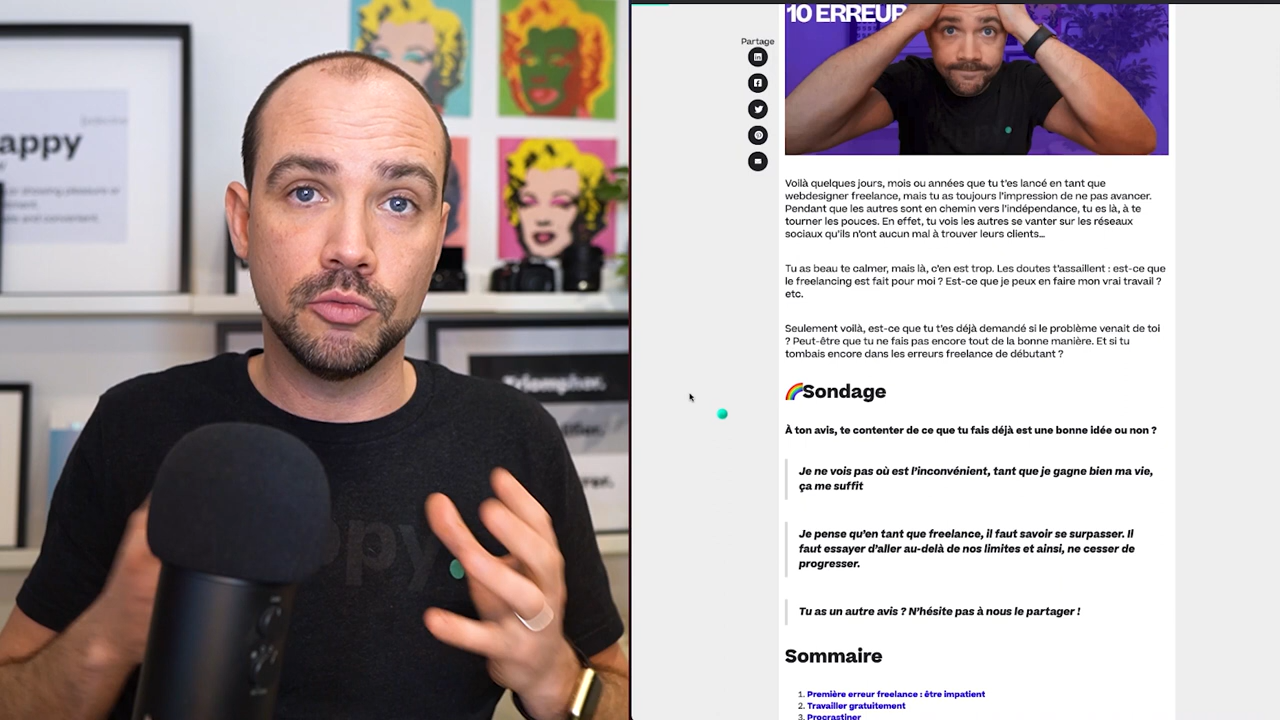 appy
ppy.
10 ERREUR
Partage
Voilà quelques jours, mois ou années que tu t'es lancé en tant que
webdesigner freelance, mais tu as toujours l'impression de ne pas avancer.
Pendant que les autres sont en chemin vers l'indépendance, tu es là, à te
tourner les pouces. En effet, tu vois les autres se vanter sur les réseaux
sociaux qu'ils n'ont aucun mal à trouver leurs clients…
Tu as beau te calmer, mais là, c'en est trop. Les doutes t'assaillent : est-ce que
le freelancing est fait pour moi ? Est-ce que je peux en faire mon vrai travail ?
etc.
Seulement voilà, est-ce que tu t'es déjà demandé si le problème venait de toi
? Peut-être que tu ne fais pas encore tout de la bonne manière. Et si tu
tombais encore dans les erreurs freelance de débutant ?
🌈Sondage
À ton avis, te contenter de ce que tu fais déjà est une bonne idée ou non ?
Je ne vois pas où est l'inconvénient, tant que je gagne bien ma vie,
ça me suffit
Je pense qu'en tant que freelance, il faut savoir se surpasser. Il
faut essayer d'aller au-delà de nos limites et ainsi, ne cesser de
progresser.
Tu as un autre avis ? N'hésite pas à nous le partager !
Sommaire
1. Première erreur freelance : être impatient
2. Travailler gratuitement
3. Procrastiner